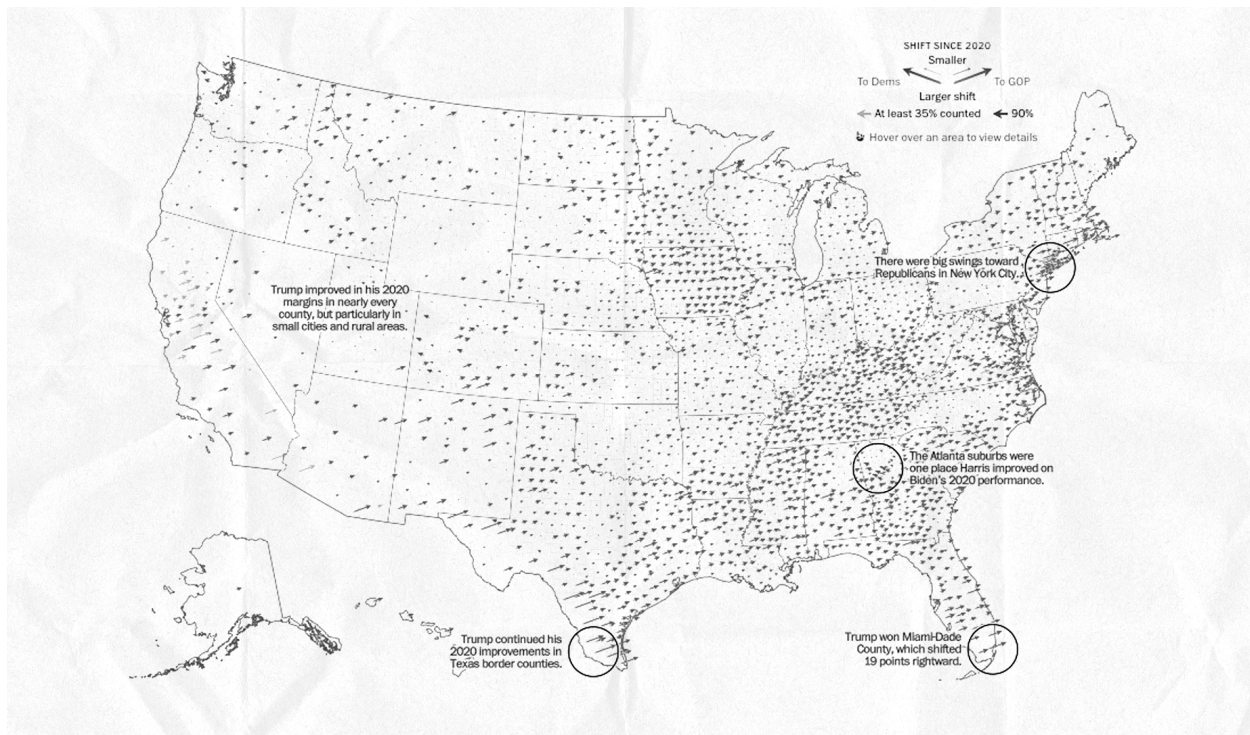 SHIFT SINCE 2020
Smaller
To Dems
To GOP
Larger shift
At least 35% counted
90%
Hover over an area to view details
There were big swings toward
Republicans in New York City.
Trump improved in his 2020
margins in nearly every
county, but particularly in
small cities and rural areas.
The Atlanta suburbs were
one place Harris improved on
Biden's 2020 performance.
Trump continued his
2020 improvements in
Texas border counties.
Trump won Miami-Dade
County, which shifted
19 points rightward.